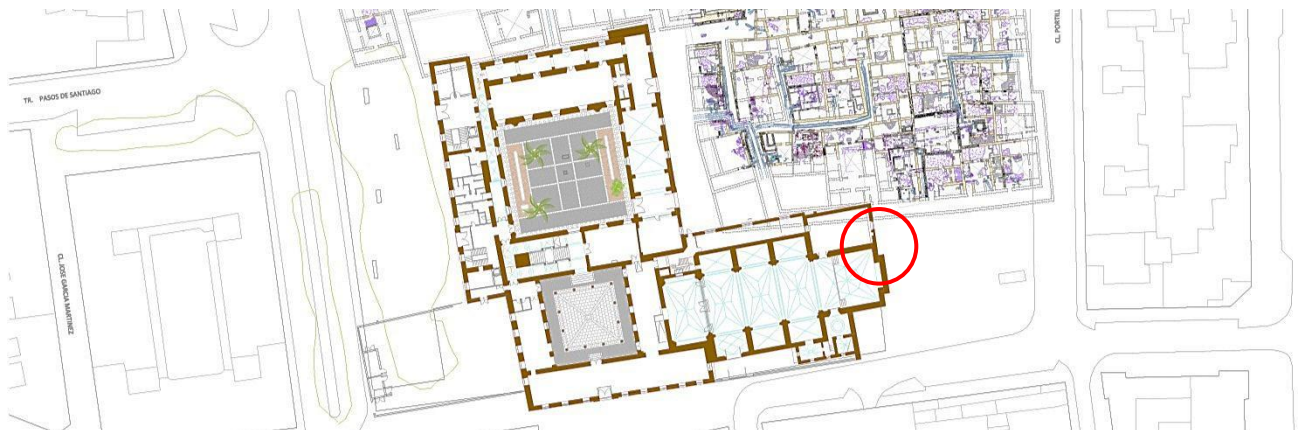 TR. PASOS DE SANTIAGO
CL. JOSE GARCIA MARTINEZ
CL. PORTILL